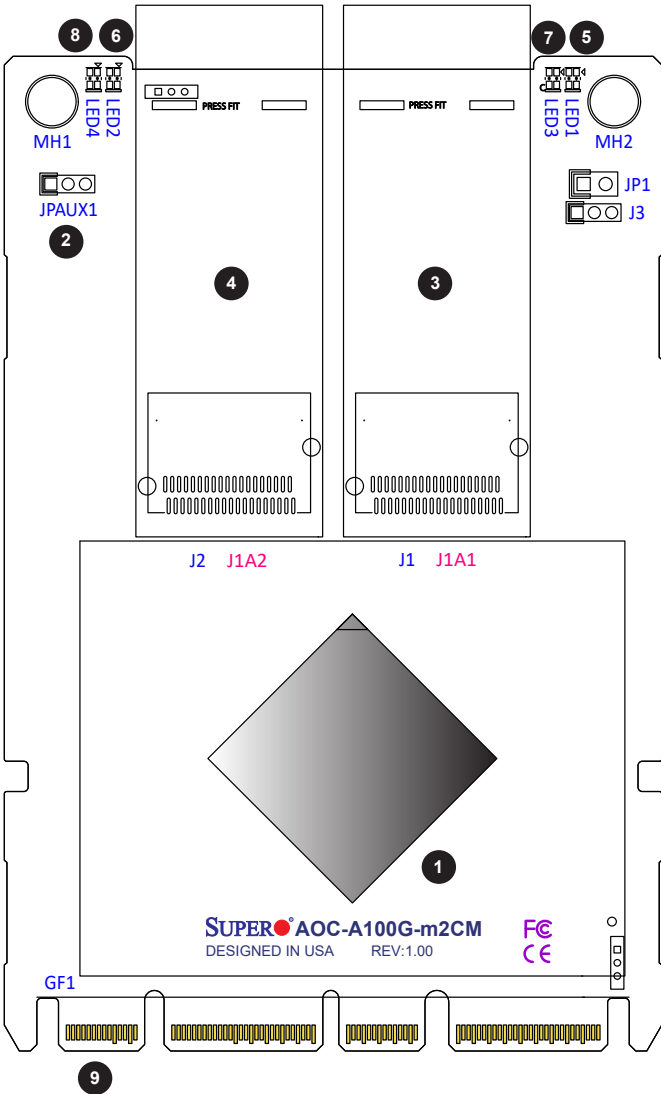 8 6 7 5
PRESS FIT PRESS FIT
LED4 LED2 LED3 LED1
MH1 MH2
JPAUX1 JP1
J3
2
4 3
J2 J1A2 J1 J1A1
1
SUPER® AOC-A100G-m2CM FC
DESIGNED IN USA REV:1.00 CE
GF1
9